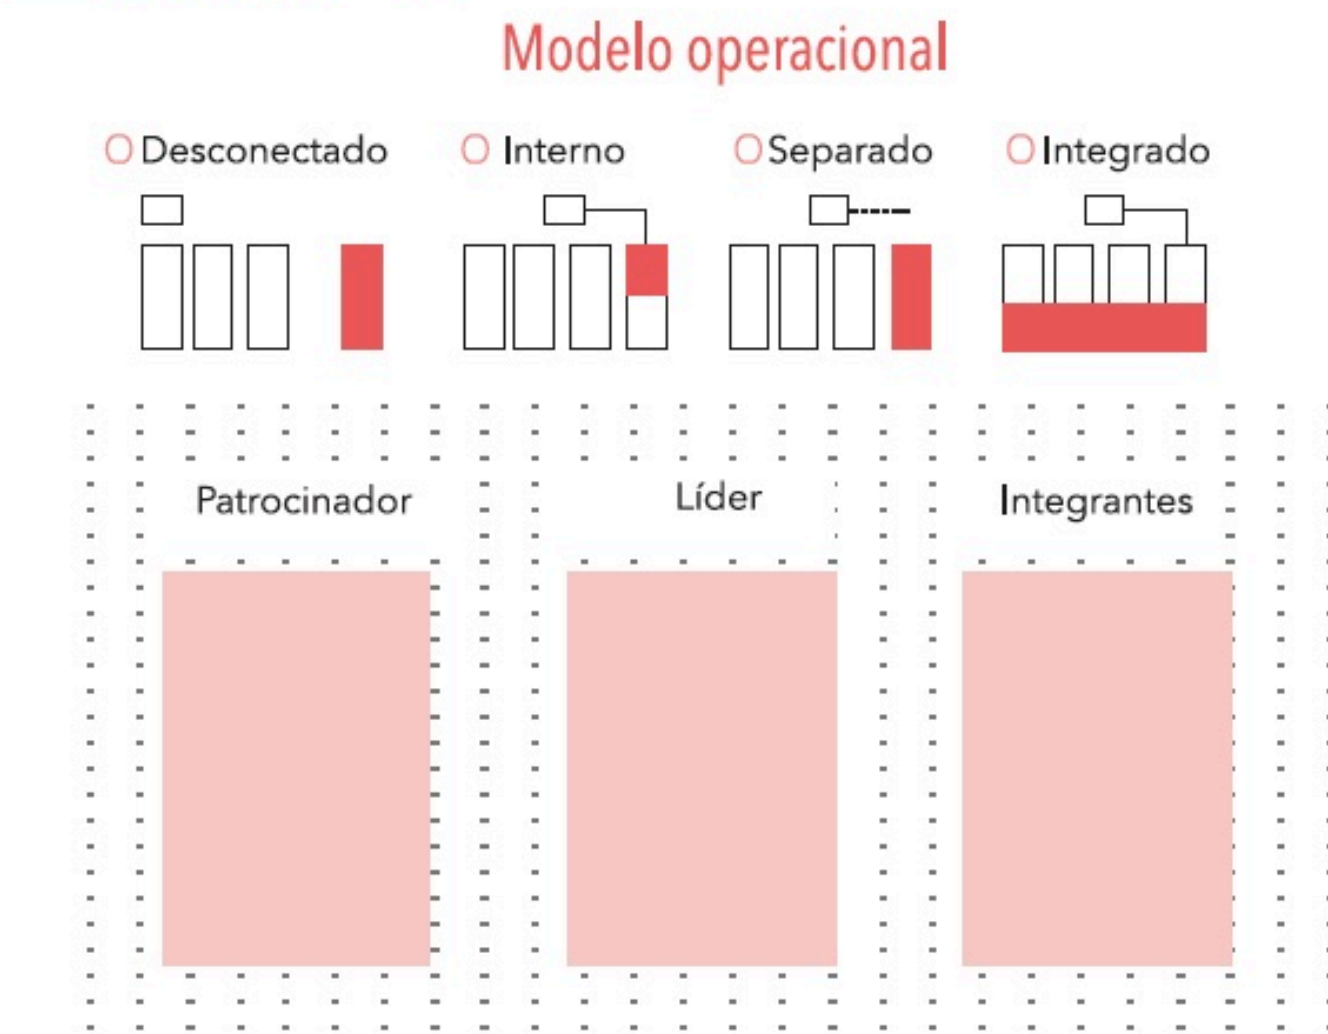 Modelo operacional
Desconectado
Interno
Separado
Integrado
Patrocinador
Líder
Integrantes